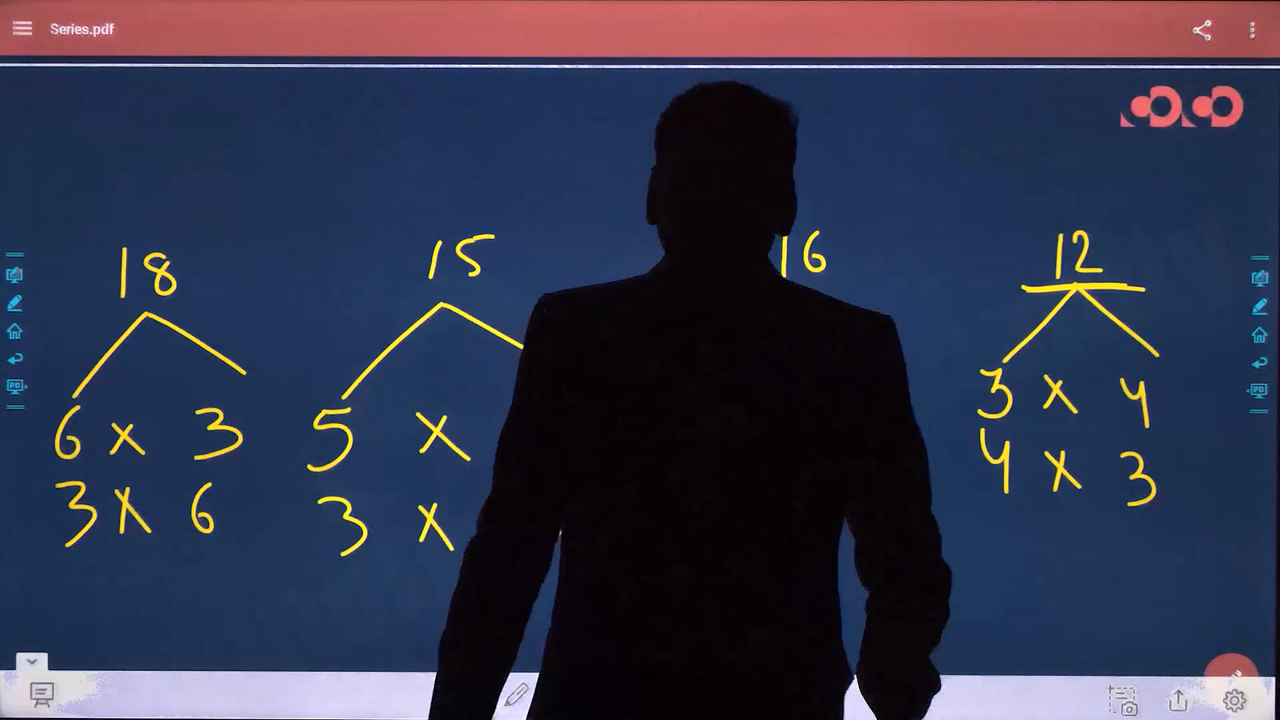 Series.pdf
18 15 16 12
6 x 3 5 x 3 x 4
3 x 6 3 x 4 x 3